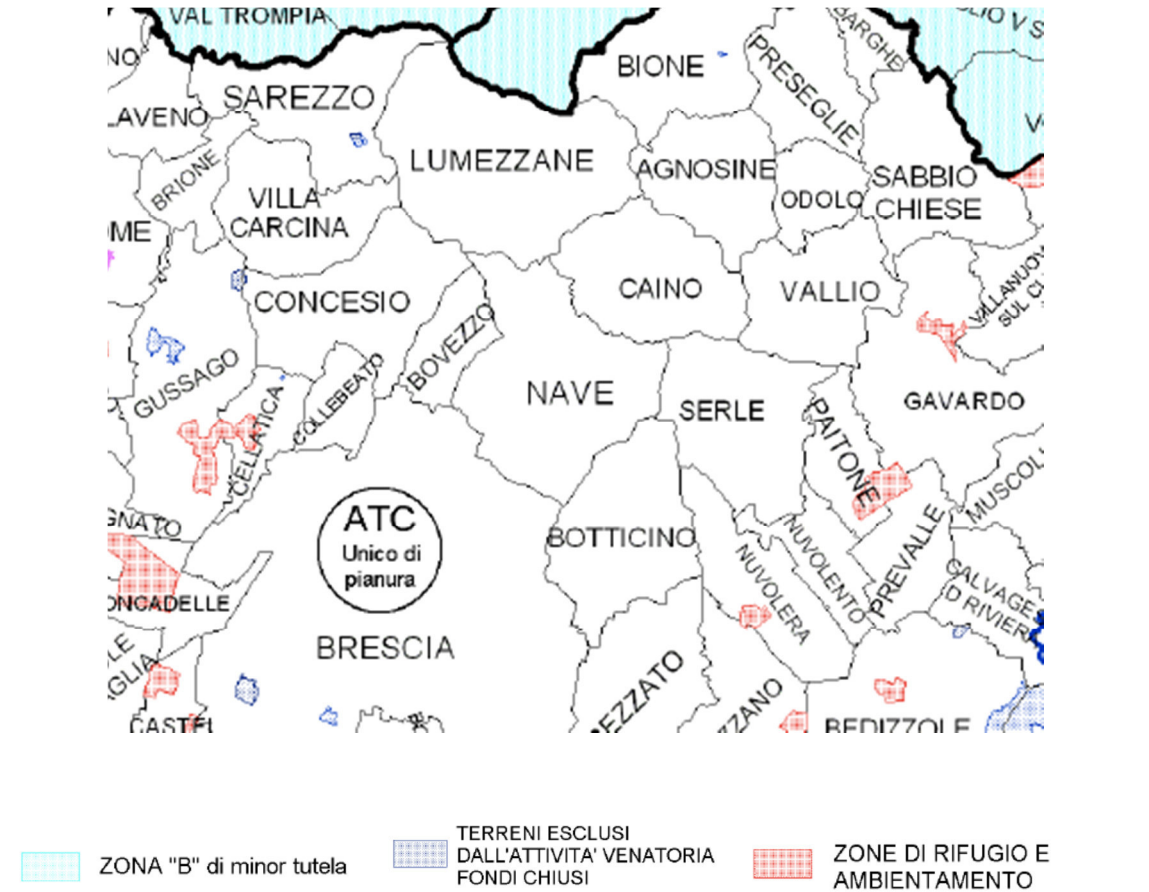 VAL TROMPIA
BARGHE
BIONE
PRESEGLIE
SAREZZO
LUMEZZANE
AGNOSINE
BRIONE
VILLA
CARCINA
ODOLO
SABBIO
CHIESE
CONCESIO
CAINO
VALLIO
BOVEZZO
GUSSAGO
COLLEBEATO
CELLATICA
NAVE
SERLE
GAVARDO
PAITONE
ATC
Unico di
pianura
BOTTICINO
NUVOLERA
NUVOLENTO
PREVALLE
BRESCIA
BEDIZZOLE
ZONA "B" di minor tutela
TERRENI ESCLUSI
DALL'ATTIVITA' VENATORIA
FONDI CHIUSI
ZONE DI RIFUGIO E
AMBIENTAMENTO